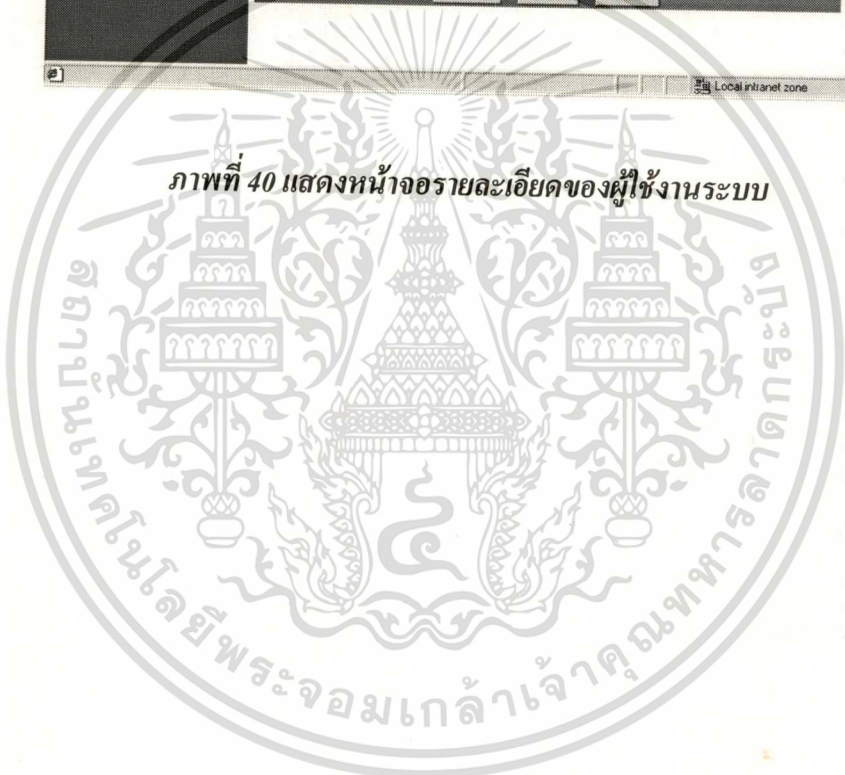 Local intranet zone
ภาพที่ 40 แสดงหน้าจอรายละเอียดของผู้ใช้งานระบบ
สถาบันเทคโนโลยีพระจอมเกล้าเจ้าคุณทหารลาดกระบัง